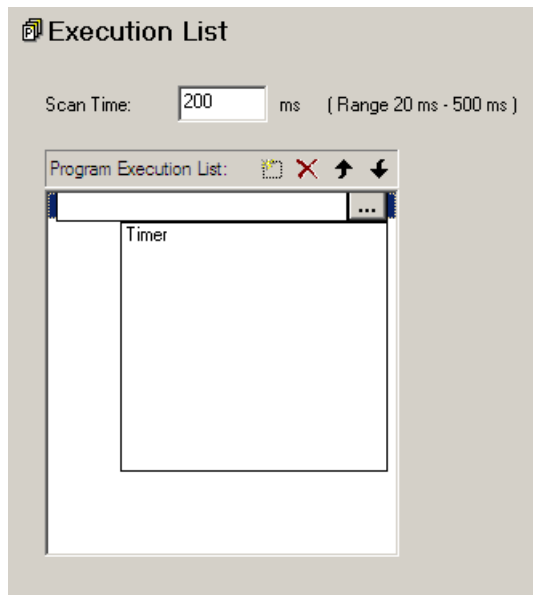 Execution List
Scan Time: 200 ms ( Range 20 ms - 500 ms )
Program Execution List:
...
Timer